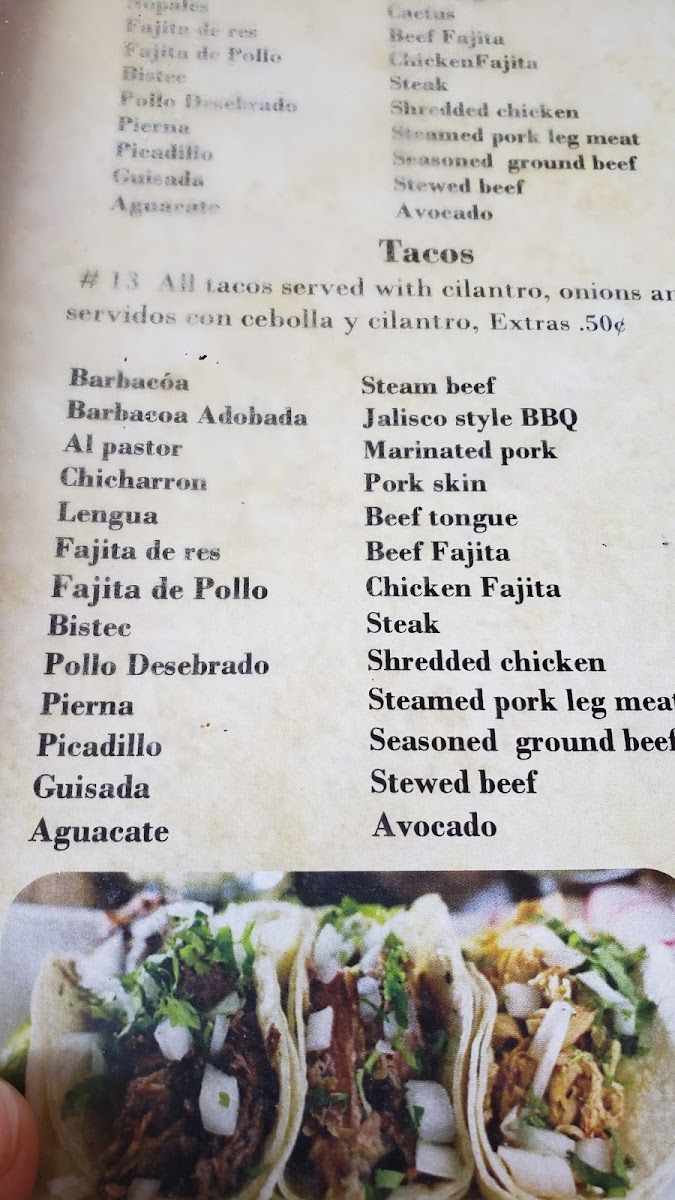 Nopales Cactus
Fajita de res Beef Fajita
Fajita de Pollo ChickenFajita
Bistec Steak
Pollo Desebrado Shredded chicken
Pierna Steamed pork leg meat
Picadillo Seasoned ground beef
Guisada Stewed beef
Aguacate Avocado
Tacos
# 13 All tacos served with cilantro, onions
servidos con cebolla y cilantro, Extras .50¢
Barbacóa Steam beef
Barbacoa Adobada Jalisco style BBQ
Al pastor Marinated pork
Chicharron Pork skin
Lengua Beef tongue
Fajita de res Beef Fajita
Fajita de Pollo Chicken Fajita
Bistec Steak
Pollo Desebrado Shredded chicken
Pierna Steamed pork leg meat
Picadillo Seasoned ground beef
Guisada Stewed beef
Aguacate Avocado